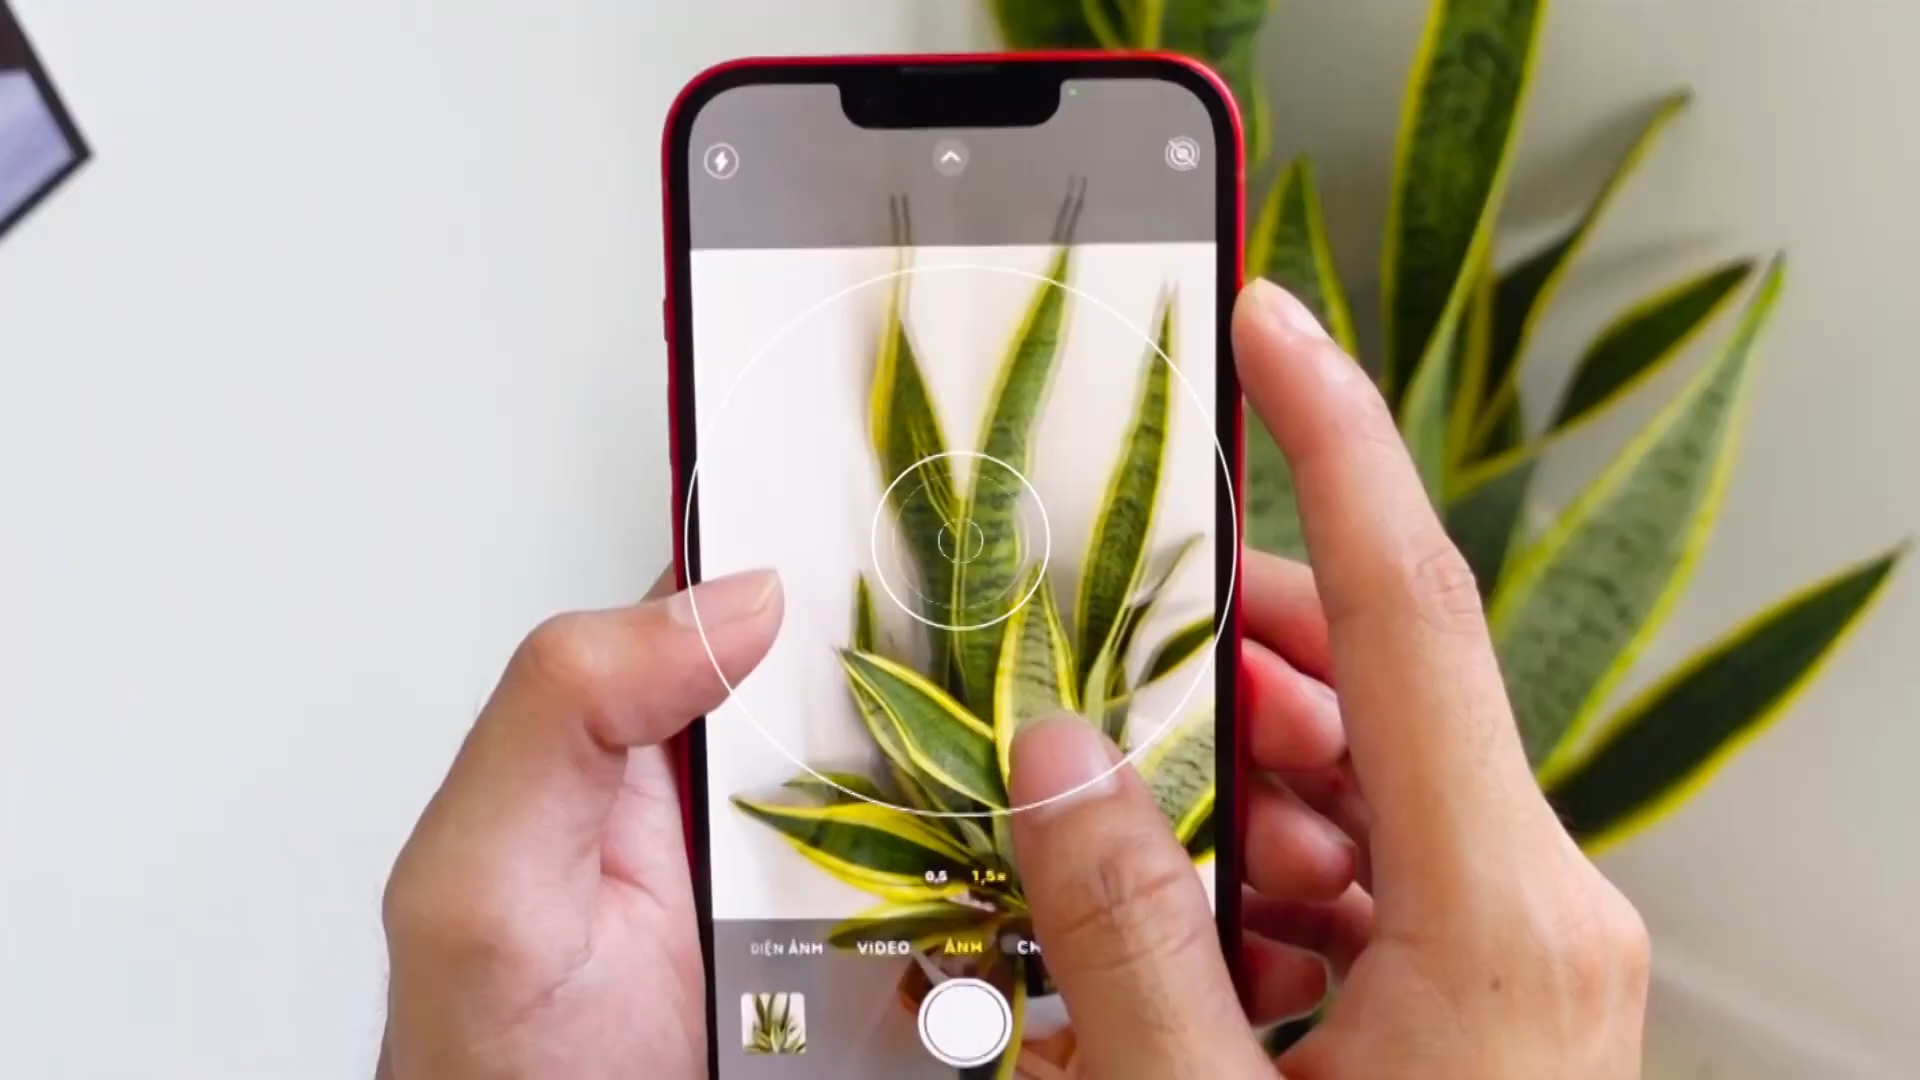 0,5 1,5×
ĐIỆN ẢNH VIDEO ẢNH